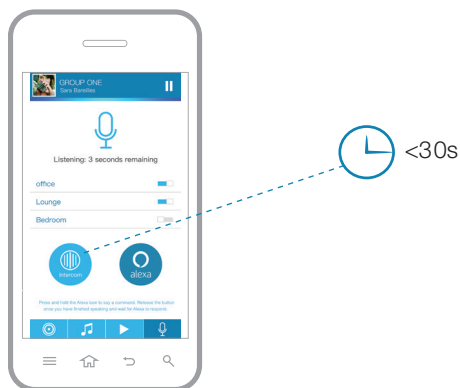 GROUP ONE
Sara Bareilles
Listening: 3 seconds remaining
<30s
office
Lounge
Bedroom
intercom
alexa
Press and hold the Alexa icon to say a command. Release the button
once you have finished speaking and wait for Alexa to respond.